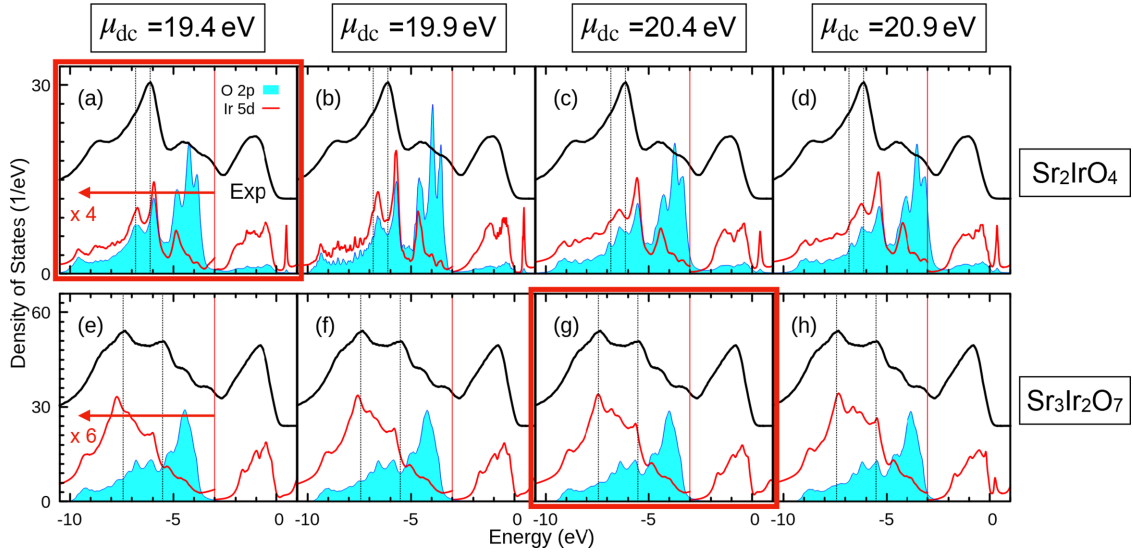 μdc =19.4 eV
μdc =19.9 eV
μdc =20.4 eV
μdc =20.9 eV
30
(a)
O 2p
Ir 5d
(b)
(c)
(d)
Exp
x 4
0
Sr2IrO4
Density of States (1/eV)
60
(e)
(f)
(g)
(h)
30
x 6
0
Sr3Ir2O7
-10 -5 0 -10 -5 0 -10 -5 0 -10 -5 0
Energy (eV)